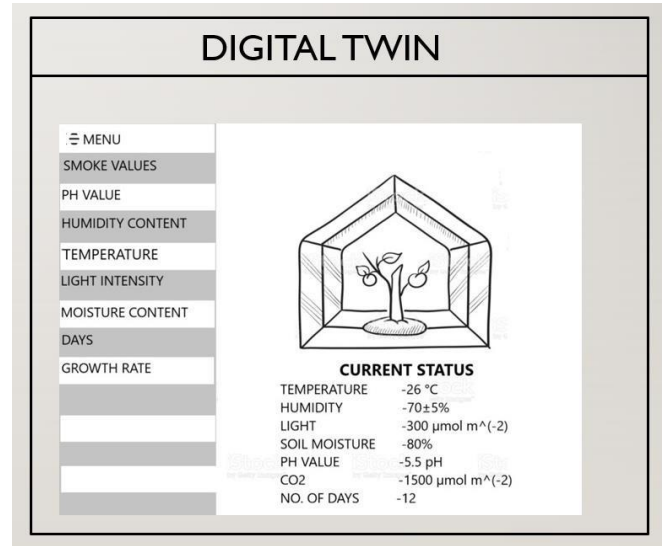 DIGITAL TWIN
MENU
SMOKE VALUES
PH VALUE
HUMIDITY CONTENT
TEMPERATURE
LIGHT INTENSITY
MOISTURE CONTENT
DAYS
GROWTH RATE
CURRENT STATUS
TEMPERATURE -26 °C
HUMIDITY -70±5%
LIGHT -300 μmol m^(-2)
SOIL MOISTURE -80%
PH VALUE -5.5 pH
CO2 -1500 μmol m^(-2)
NO. OF DAYS -12